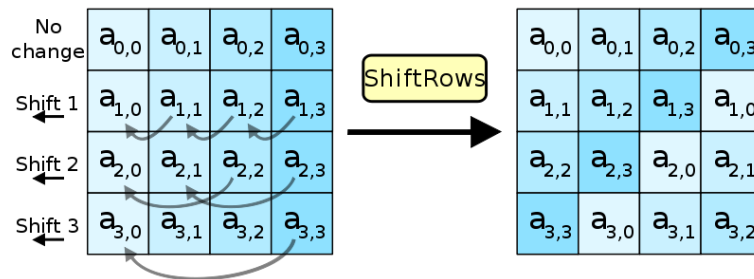 No change a0,0 a0,1 a0,2 a0,3 a0,0 a0,1 a0,2 a0,3
ShiftRows
Shift 1 a1,0 a1,1 a1,2 a1,3 a1,1 a1,2 a1,3 a1,0
Shift 2 a2,0 a2,1 a2,2 a2,3 a2,2 a2,3 a2,0 a2,1
Shift 3 a3,0 a3,1 a3,2 a3,3 a3,3 a3,0 a3,1 a3,2